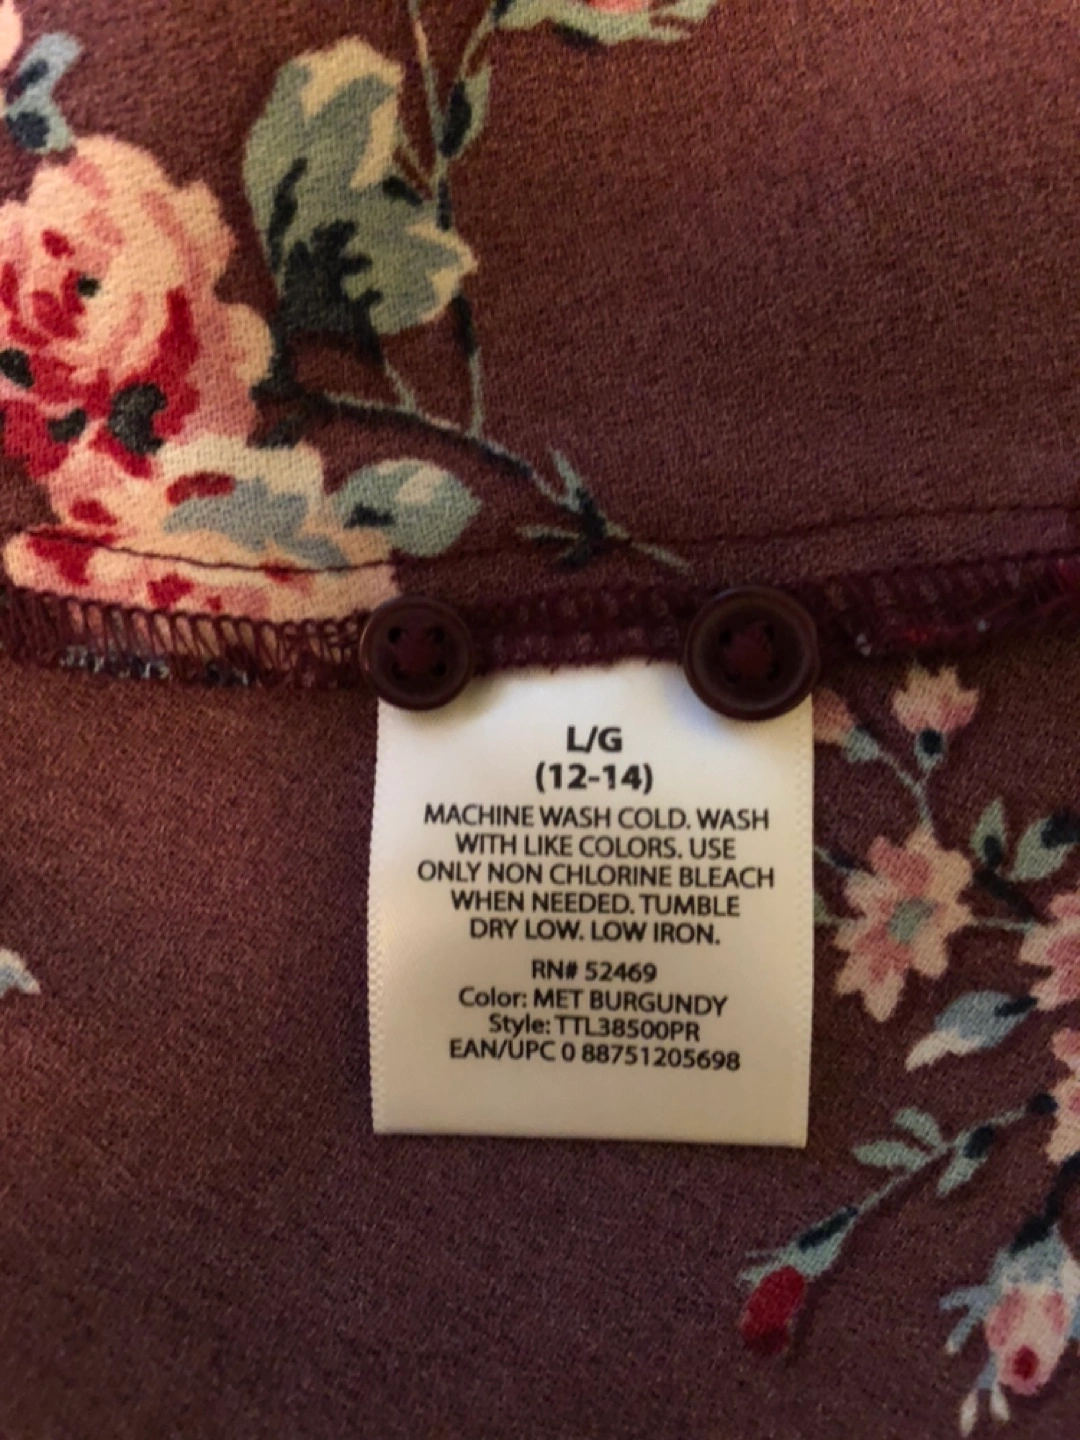 L/G
(12-14)
MACHINE WASH COLD. WASH
WITH LIKE COLORS. USE
ONLY NON CHLORINE BLEACH
WHEN NEEDED. TUMBLE
DRY LOW. LOW IRON.
RN# 52469
Color: MET BURGUNDY
Style: TTL38500PR
EAN/UPC 0 88751205698